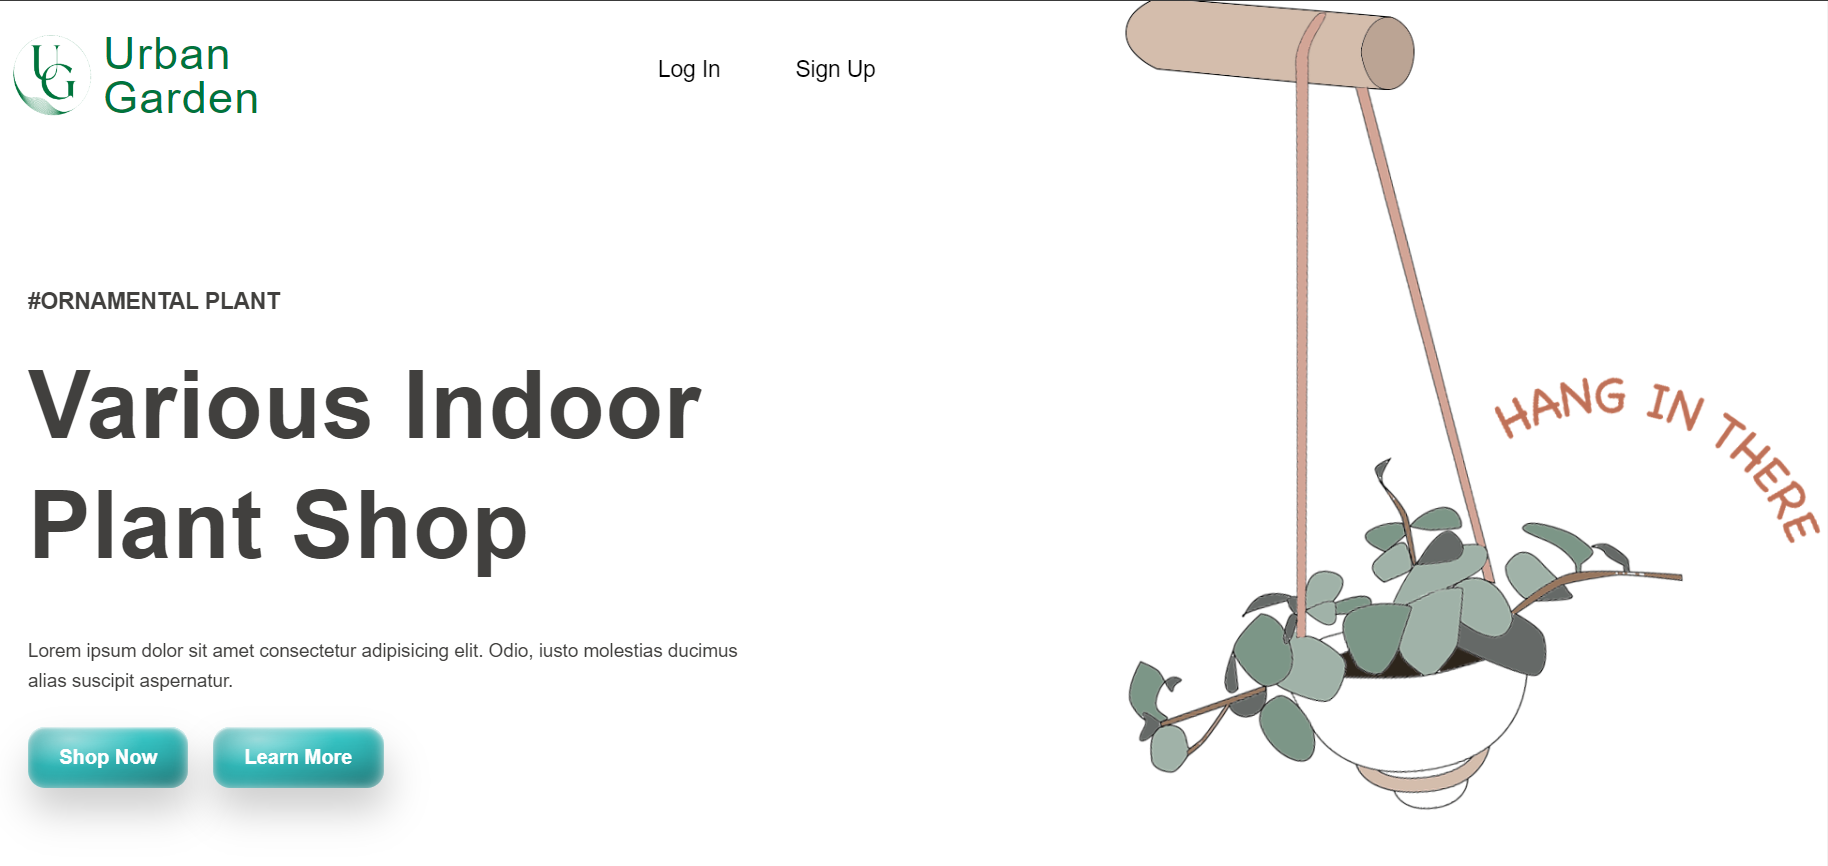 UG
Urban
Garden
Log In
Sign Up
#ORNAMENTAL PLANT
Various Indoor
Plant Shop
Lorem ipsum dolor sit amet consectetur adipisicing elit. Odio, iusto molestias ducimus
alias suscipit aspernatur.
Shop Now
Learn More
HANG IN THERE